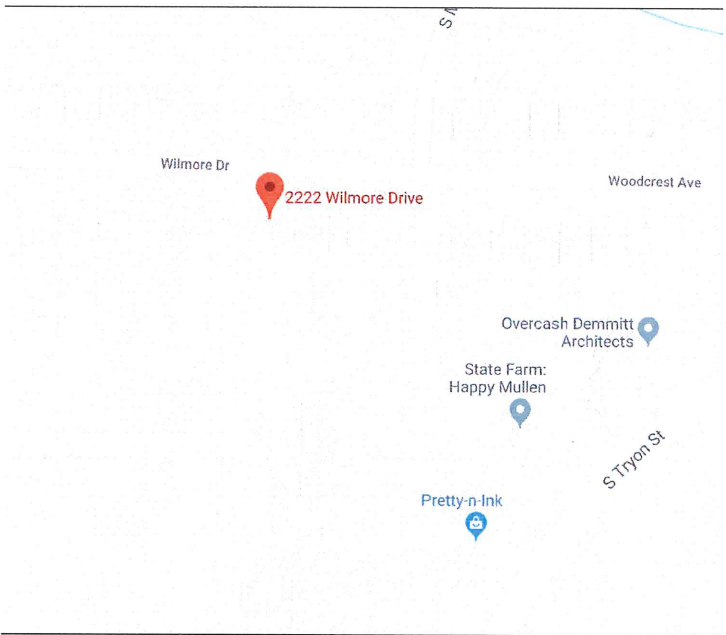 S M
Wilmore Dr
2222 Wilmore Drive
Woodcrest Ave
Overcash Demmitt
Architects
State Farm:
Happy Mullen
S Tryon St
Pretty-n-Ink